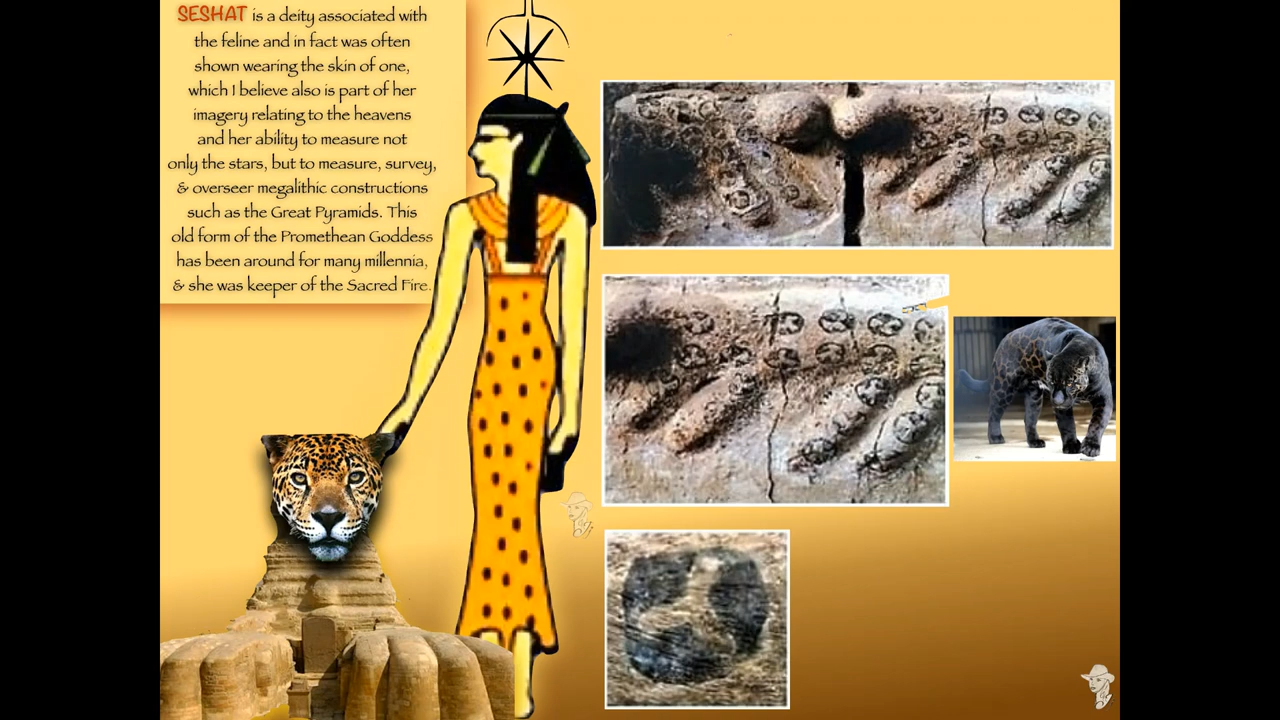 SESHAT is a deity associated with
the feline and in fact was often
shown wearing the skin of one,
which I believe also is part of her
imagery relating to the heavens
and her ability to measure not
only the stars, but to measure, survey,
& overseer megalithic constructions
such as the Great Pyramids. This
old form of the Promethean Goddess
has been around for many millennia,
& she was keeper of the Sacred Fire.